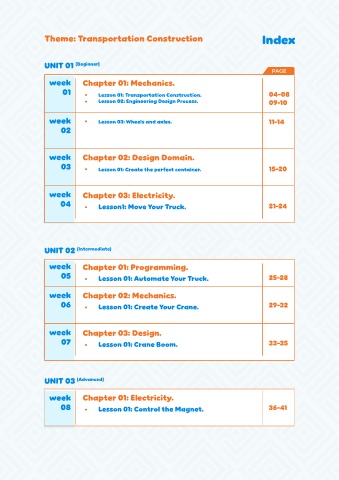 Theme: Transportation Construction
Index
UNIT 01 (Beginner)
PAGE
week 01
Chapter 01: Mechanics.
• Lesson 01: Transportation Construction. 04-08
• Lesson 02: Engineering Design Process. 09-10
week 02
• Lesson 03: Wheels and axles. 11-14
week 03
Chapter 02: Design Domain.
• Lesson 01: Create the perfect container. 15-20
week 04
Chapter 03: Electricity.
• Lesson1: Move Your Truck. 21-24
UNIT 02 (Intermediate)
week 05
Chapter 01: Programming.
• Lesson 01: Automate Your Truck. 25-28
week 06
Chapter 02: Mechanics.
• Lesson 01: Create Your Crane. 29-32
week 07
Chapter 03: Design.
• Lesson 01: Crane Boom. 33-35
UNIT 03 (Advanced)
week 08
Chapter 01: Electricity.
• Lesson 01: Control the Magnet. 36-41